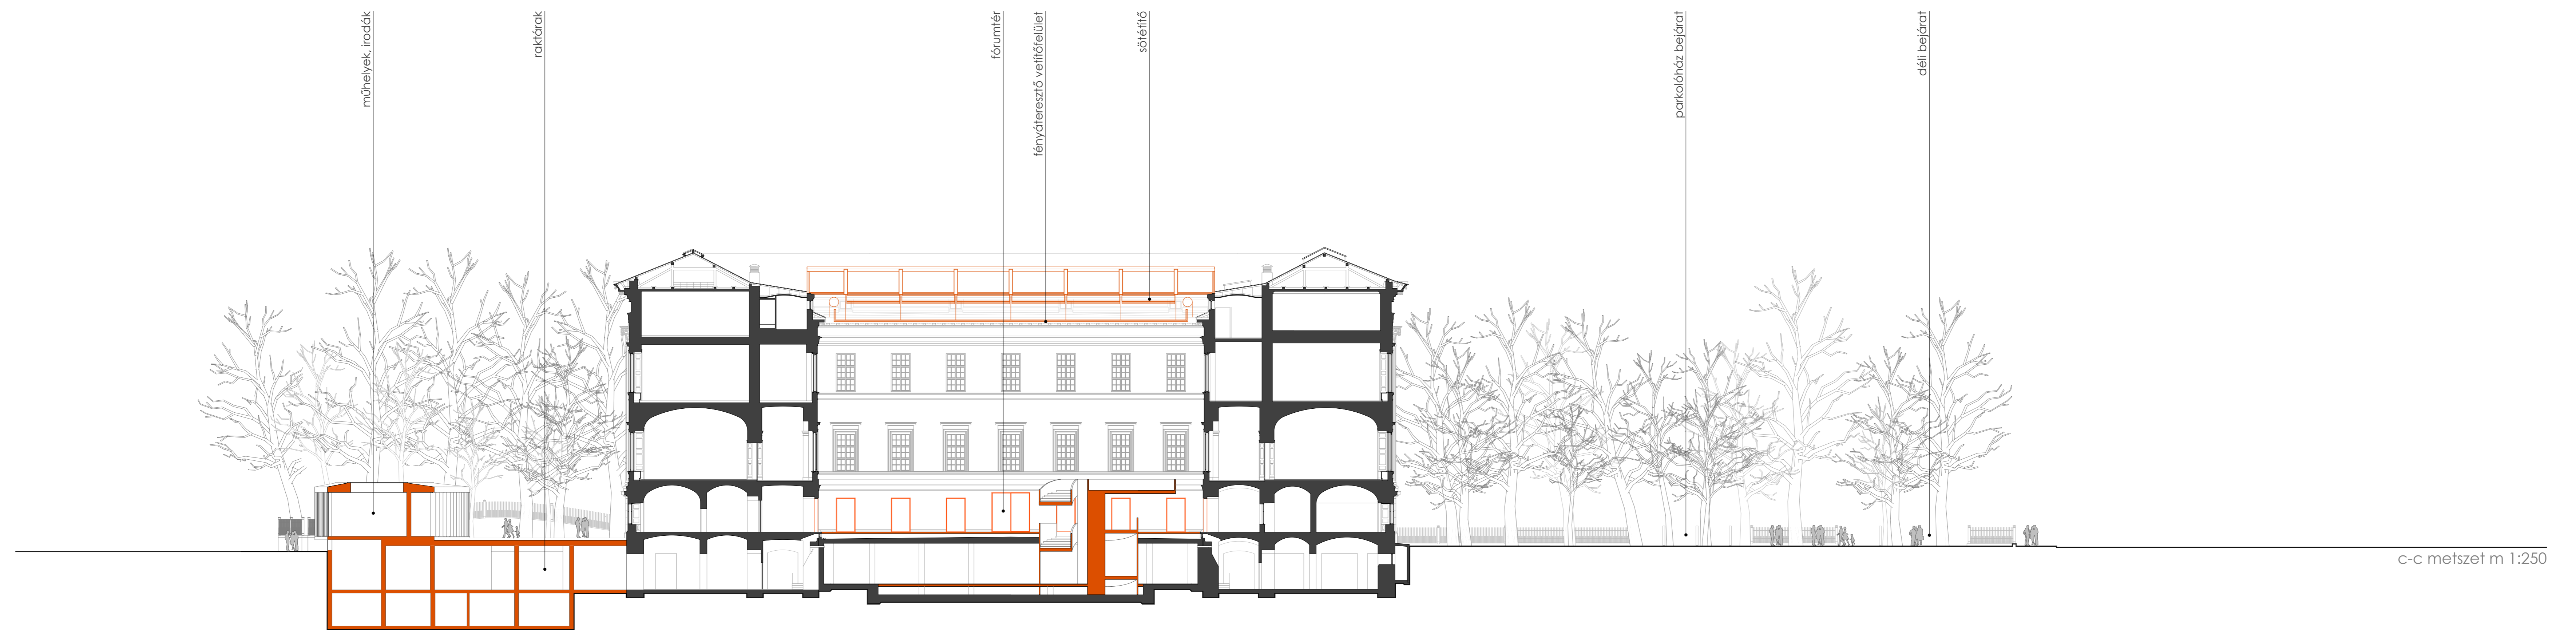 műhelyek, irodák
raktárak
fórumtér
fényáteresztő vetítőfelület
sötétítő
parkolóház bejárat
déli bejárat
c-c metszet m 1:250